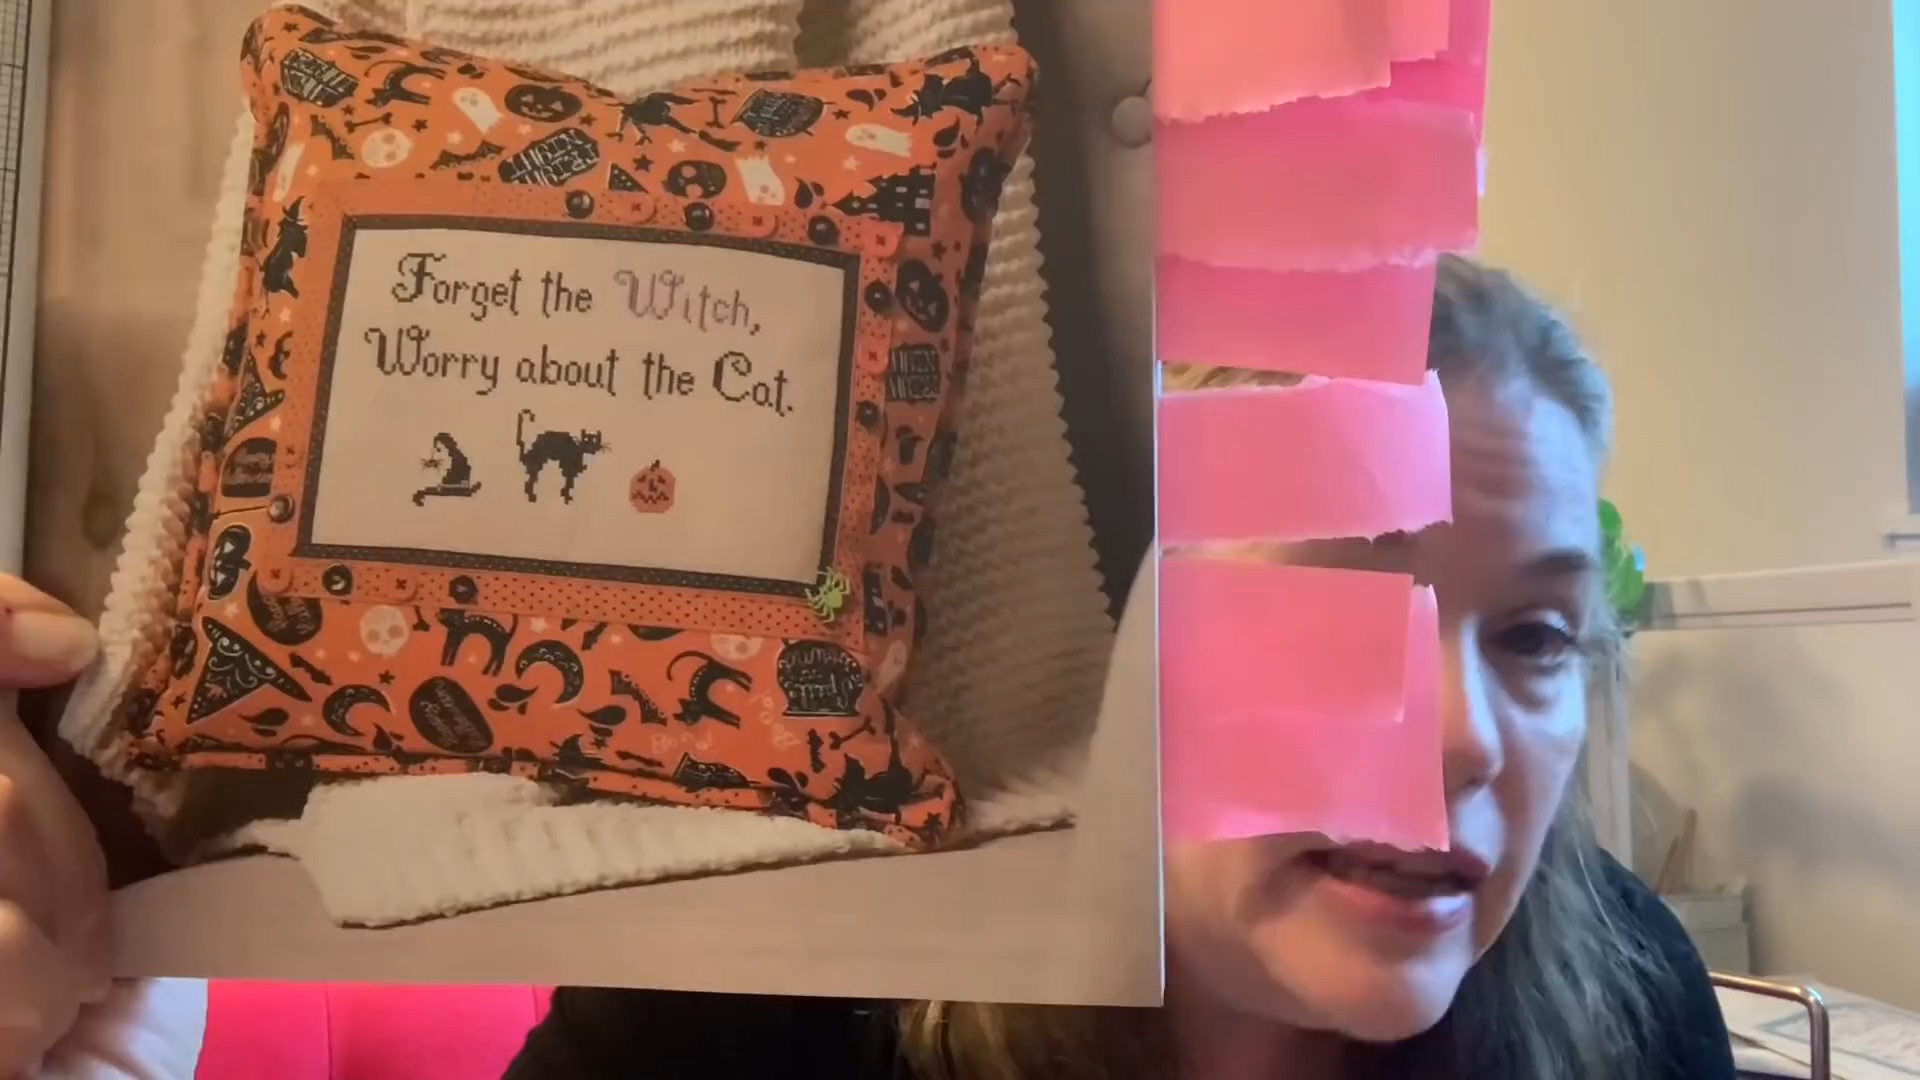 Forget the Witch,
Worry about the Cat.